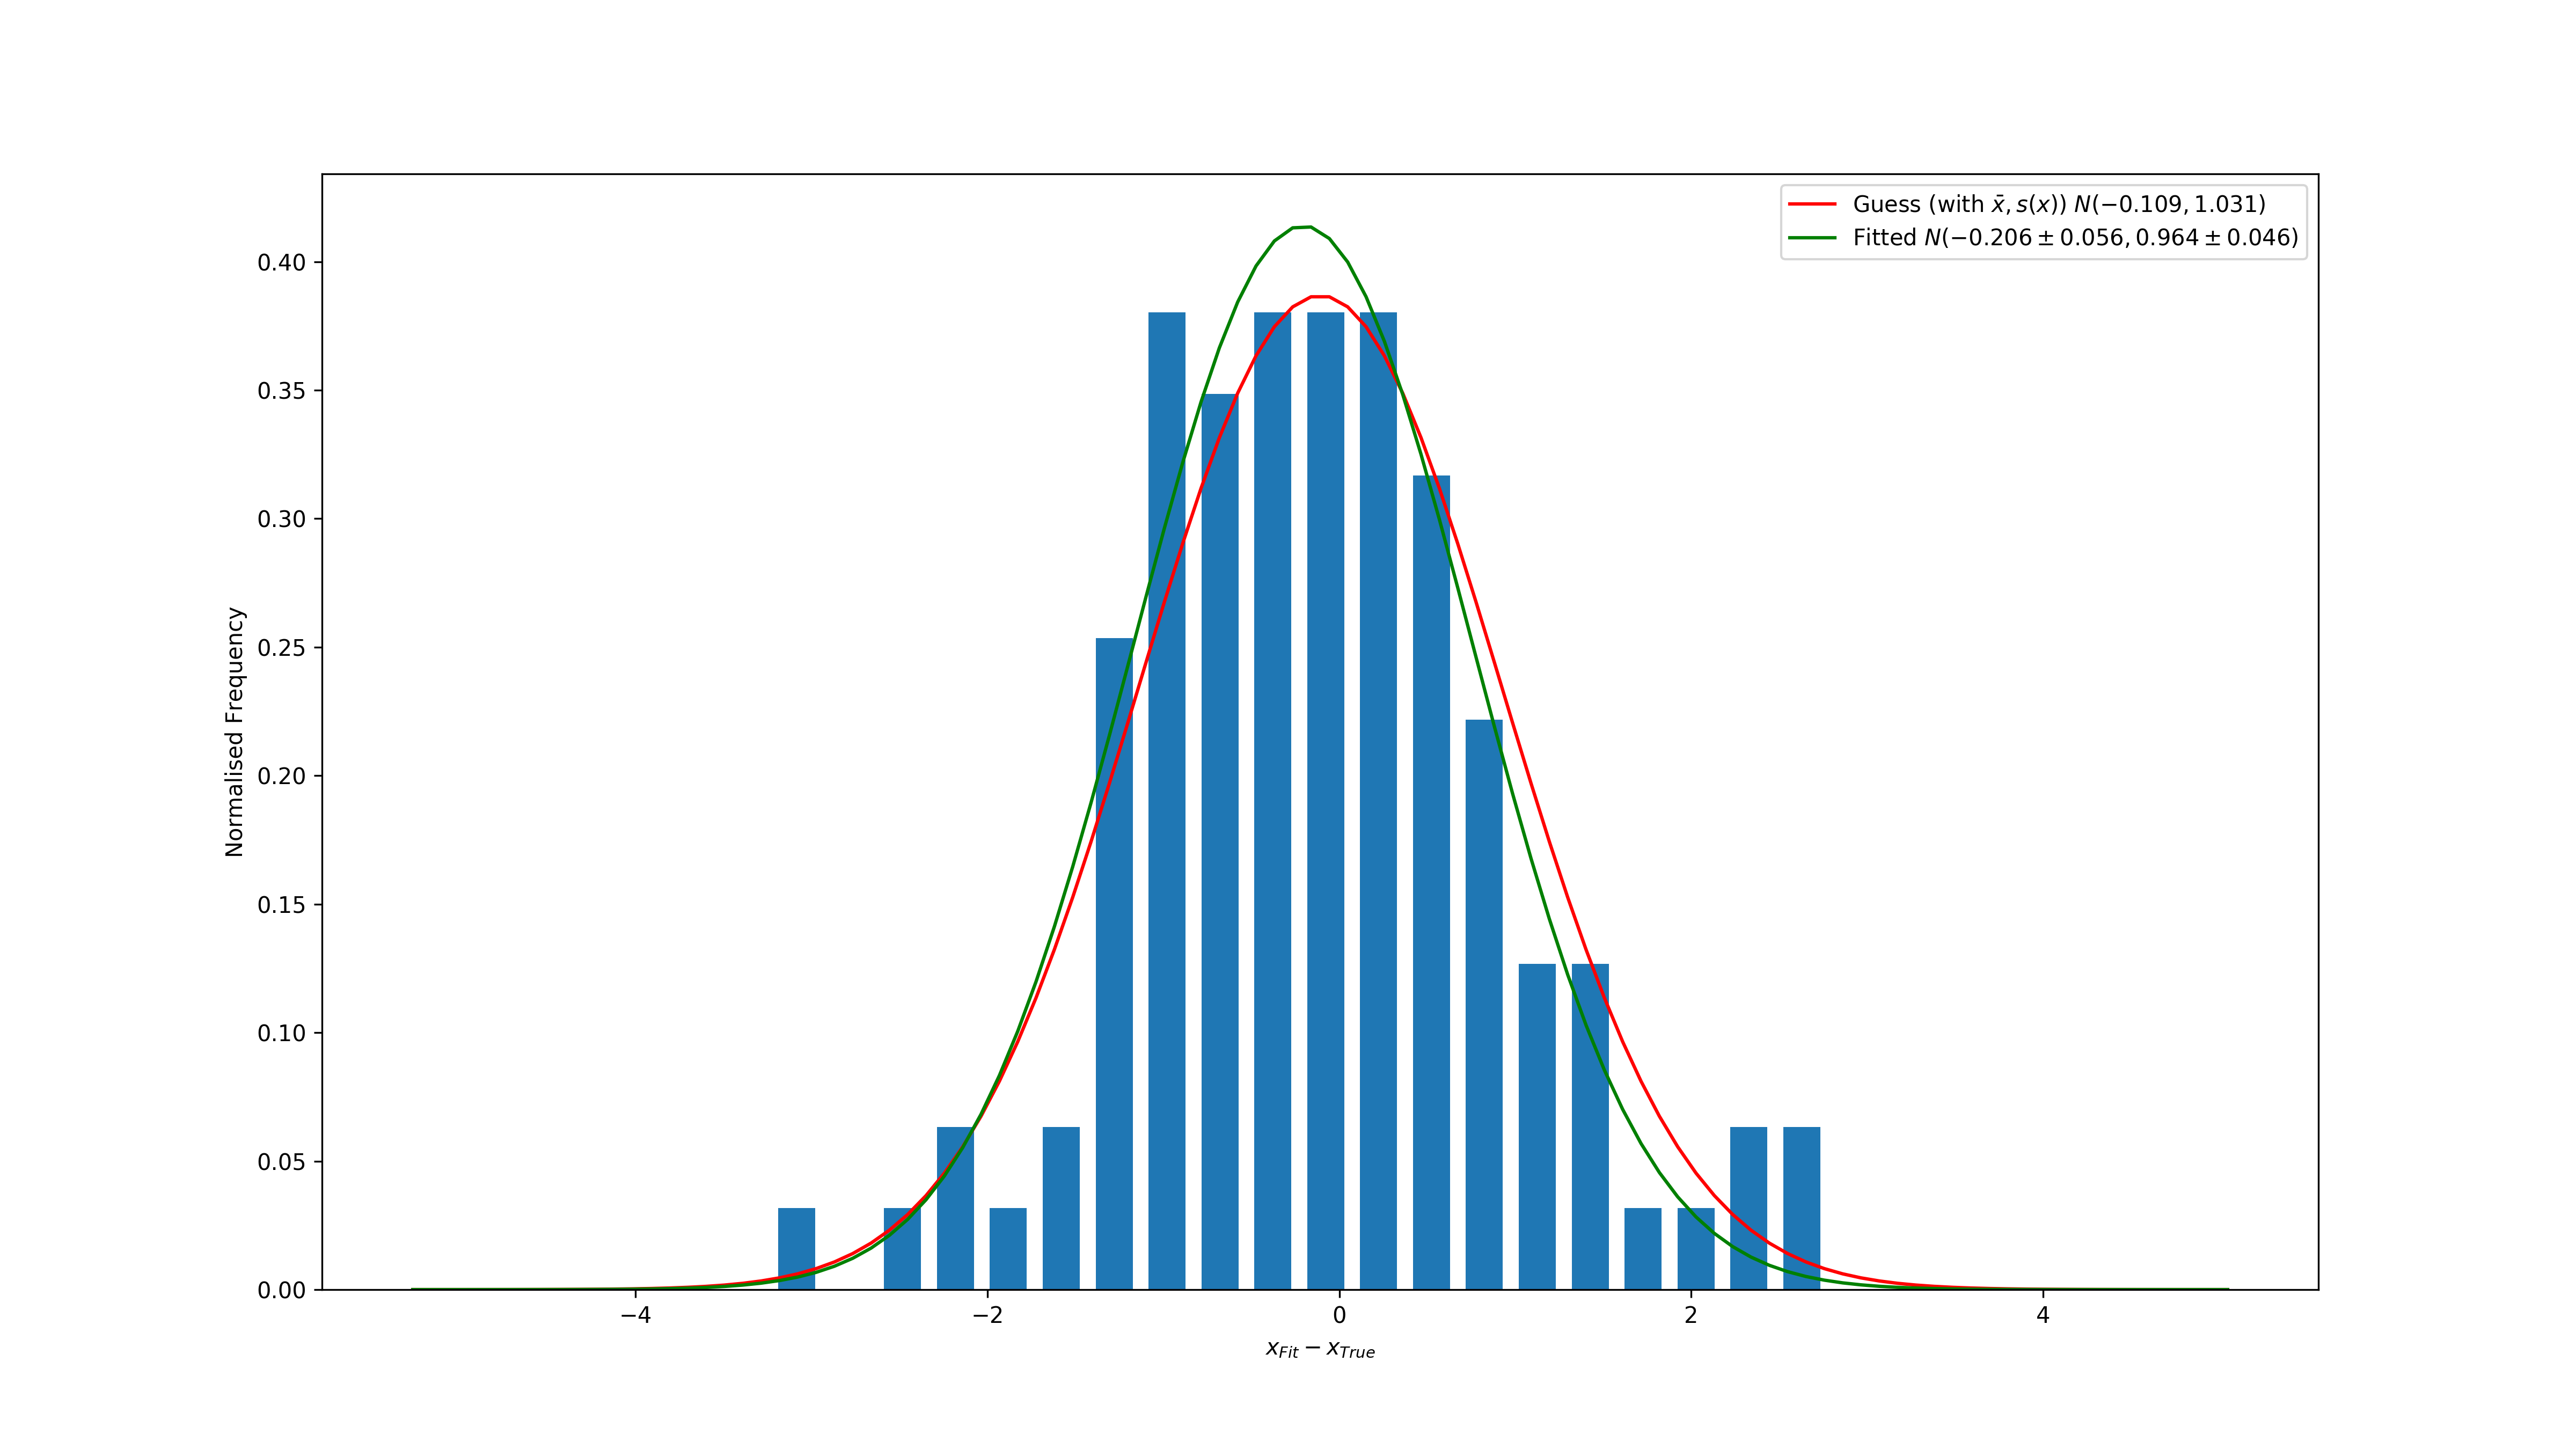 Guess (with x̄, s(x)) N(−0.109, 1.031)
Fitted N(−0.206 ± 0.056, 0.964 ± 0.046)
Normalised Frequency
0.40
0.35
0.30
0.25
0.20
0.15
0.10
0.05
0.00
−4 −2 0 2 4
x_Fit − x_True